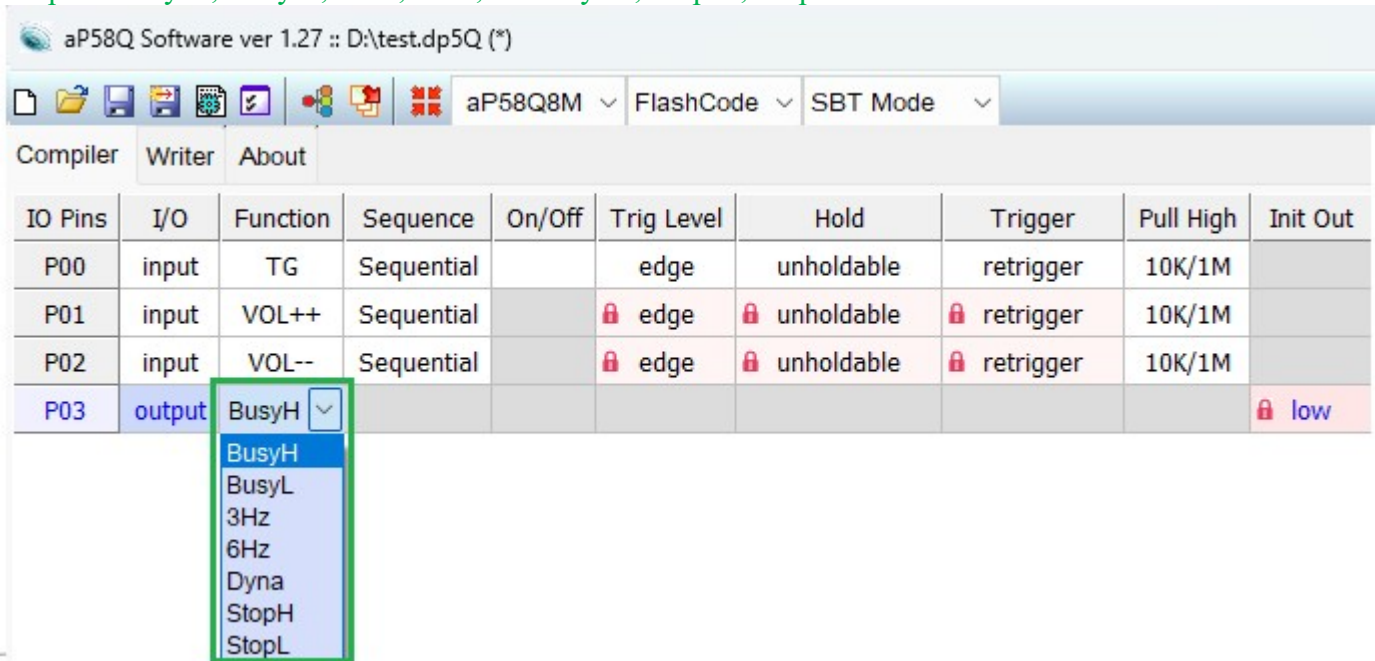 aP58Q Software ver 1.27 :: D:\test.dp5Q (*)
aP58Q8M FlashCode SBT Mode
Compiler Writer About
IO Pins I/O Function Sequence On/Off Trig Level Hold Trigger Pull High Init Out
P00 input TG Sequential edge unholdable retrigger 10K/1M
P01 input VOL++ Sequential edge unholdable retrigger 10K/1M
P02 input VOL-- Sequential edge unholdable retrigger 10K/1M
P03 output BusyH low
BusyH
BusyL
3Hz
6Hz
Dyna
StopH
StopL